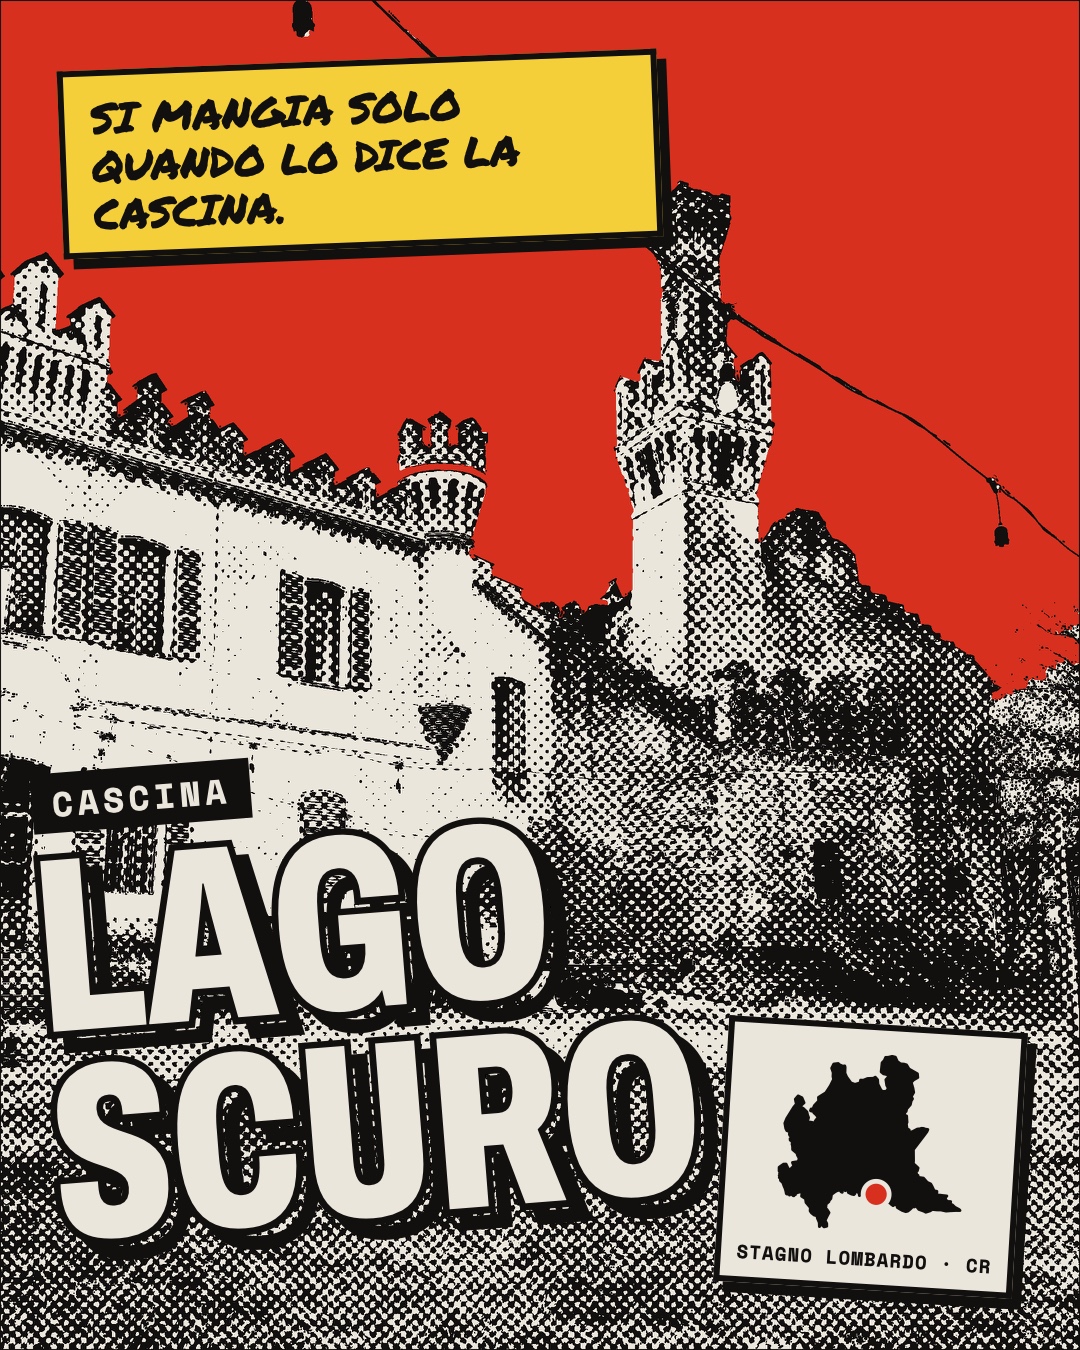 SI MANGIA SOLO
QUANDO LO DICE LA
CASCINA.
CASCINA
LAGO
SCURO
STAGNO LOMBARDO · CR